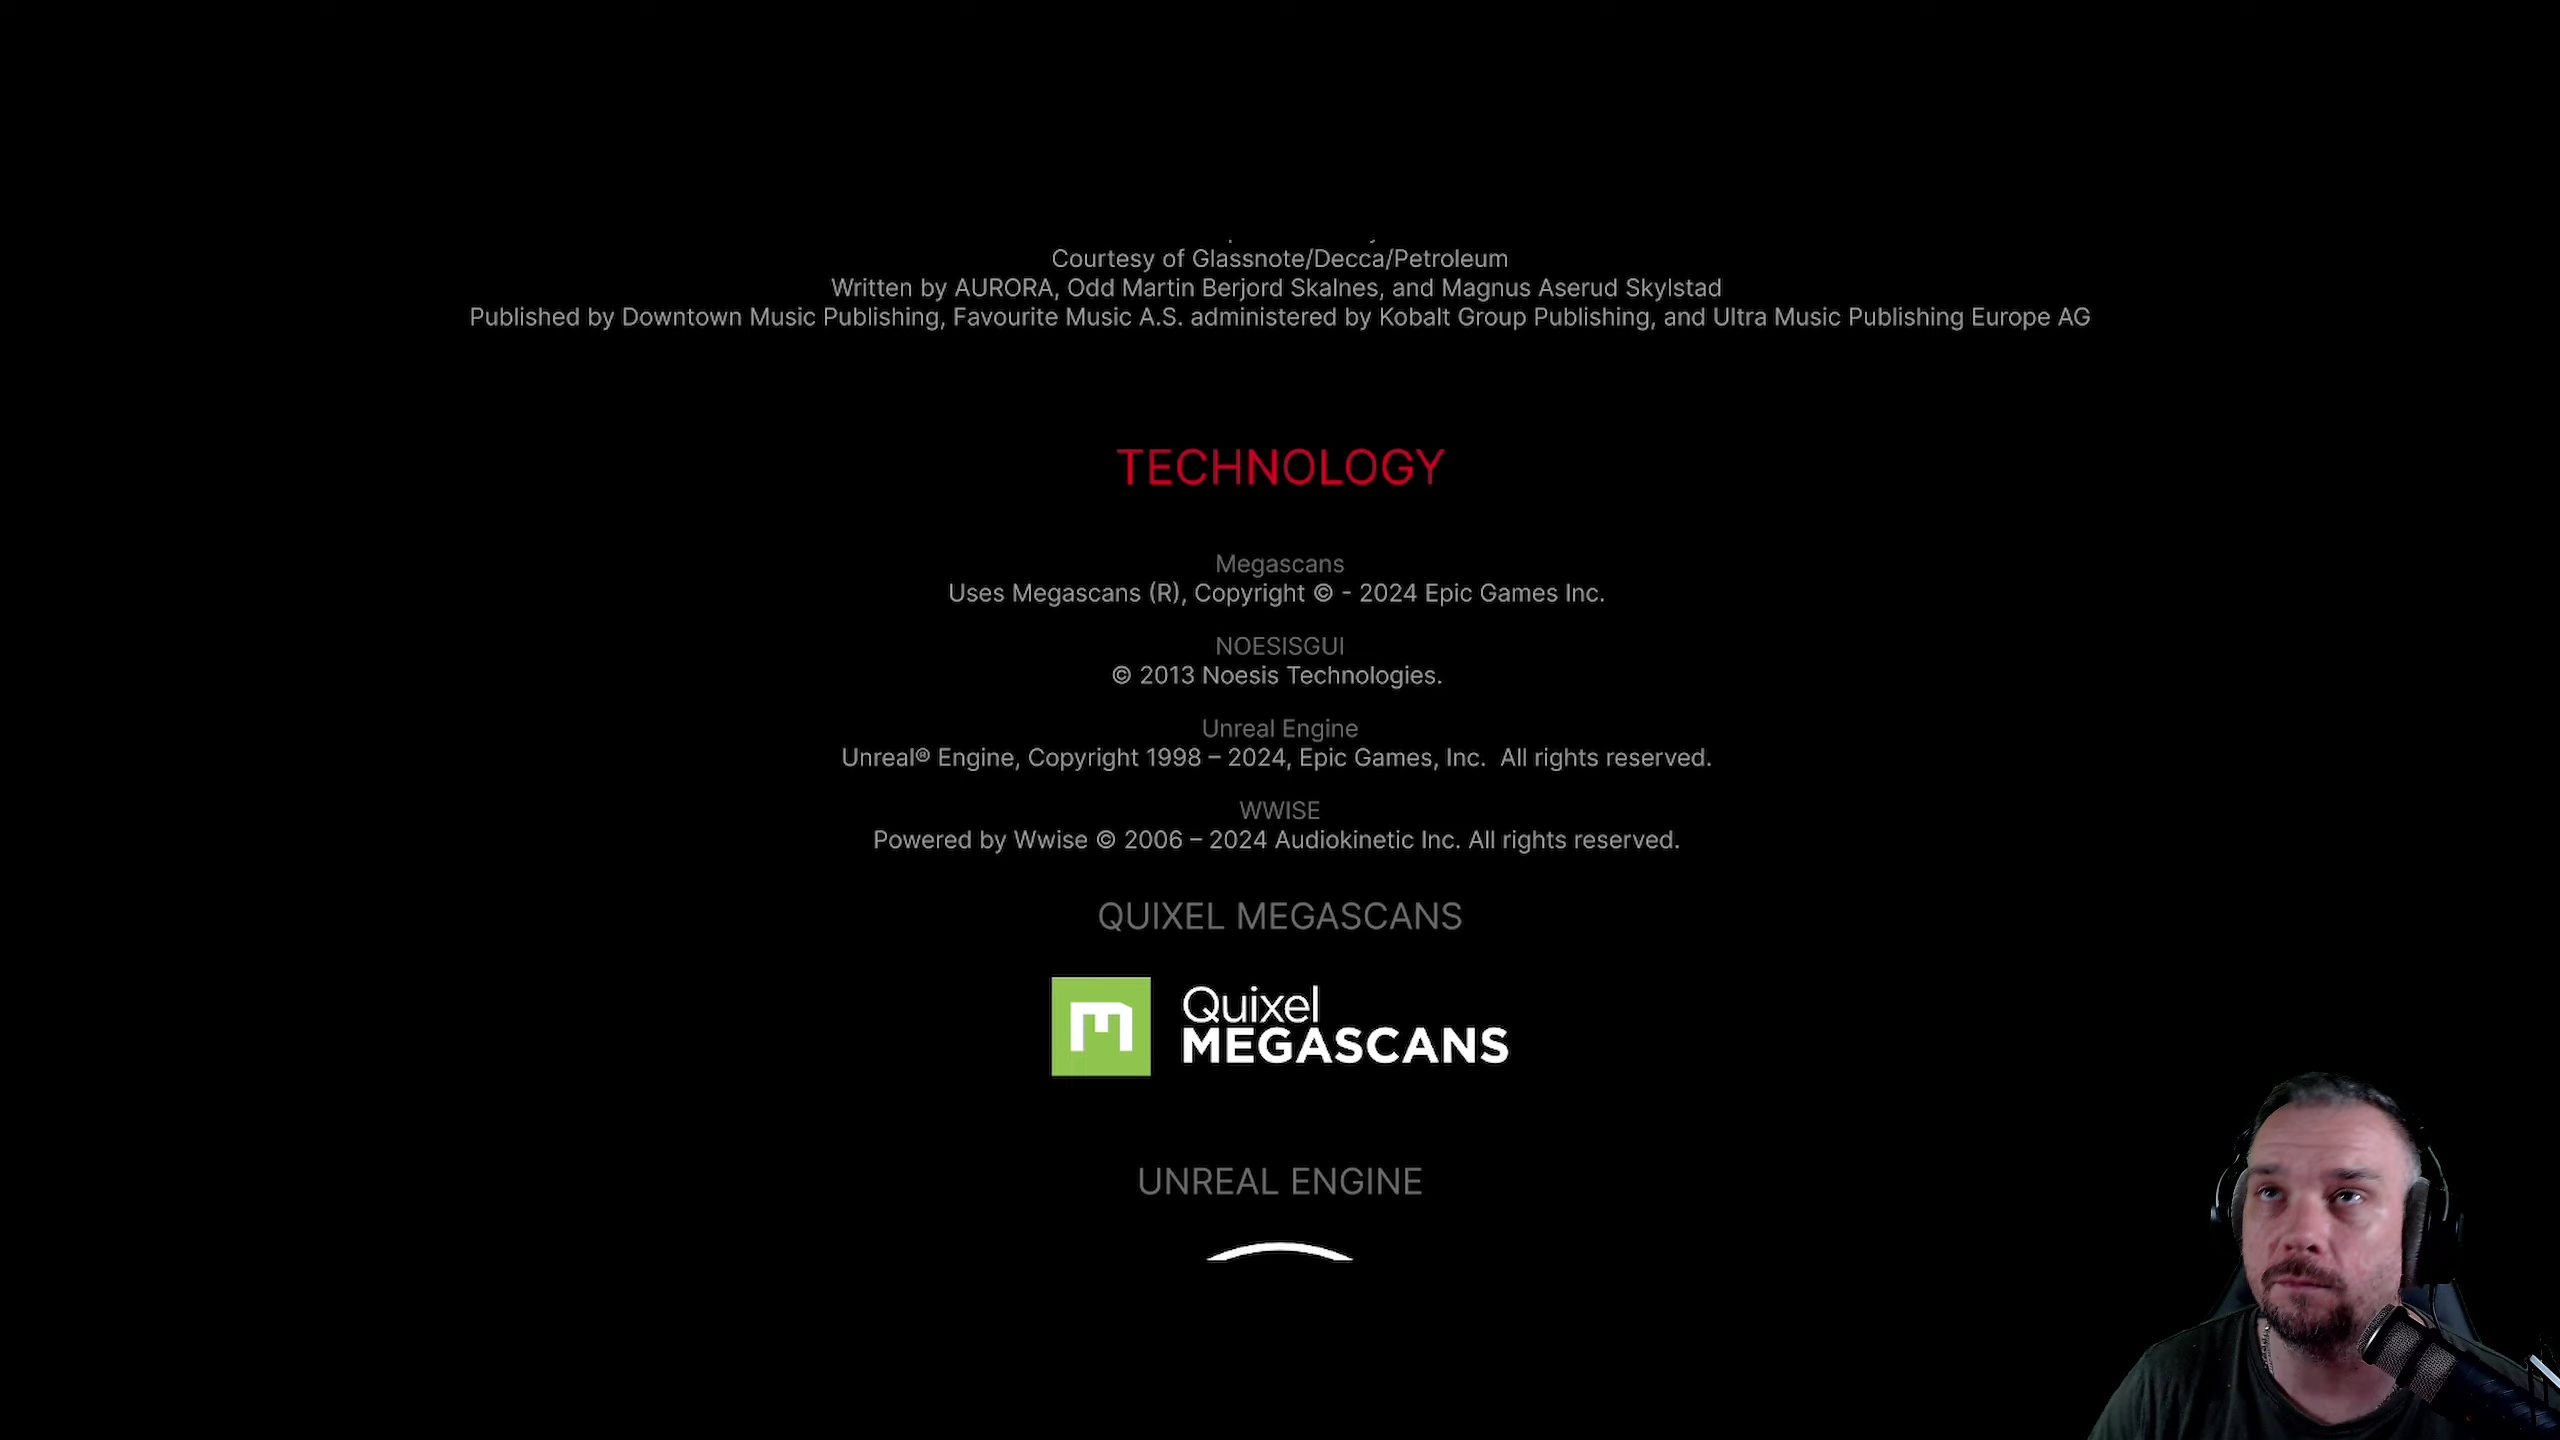 Courtesy of Glassnote/Decca/Petroleum
Written by AURORA, Odd Martin Berjord Skalnes, and Magnus Aserud Skylstad
Published by Downtown Music Publishing, Favourite Music A.S. administered by Kobalt Group Publishing, and Ultra Music Publishing Europe AG
TECHNOLOGY
Megascans
Uses Megascans (R), Copyright © - 2024 Epic Games Inc.
NOESISGUI
© 2013 Noesis Technologies.
Unreal Engine
Unreal® Engine, Copyright 1998 – 2024, Epic Games, Inc.  All rights reserved.
WWISE
Powered by Wwise © 2006 – 2024 Audiokinetic Inc. All rights reserved.
QUIXEL MEGASCANS
Quixel
MEGASCANS
UNREAL ENGINE